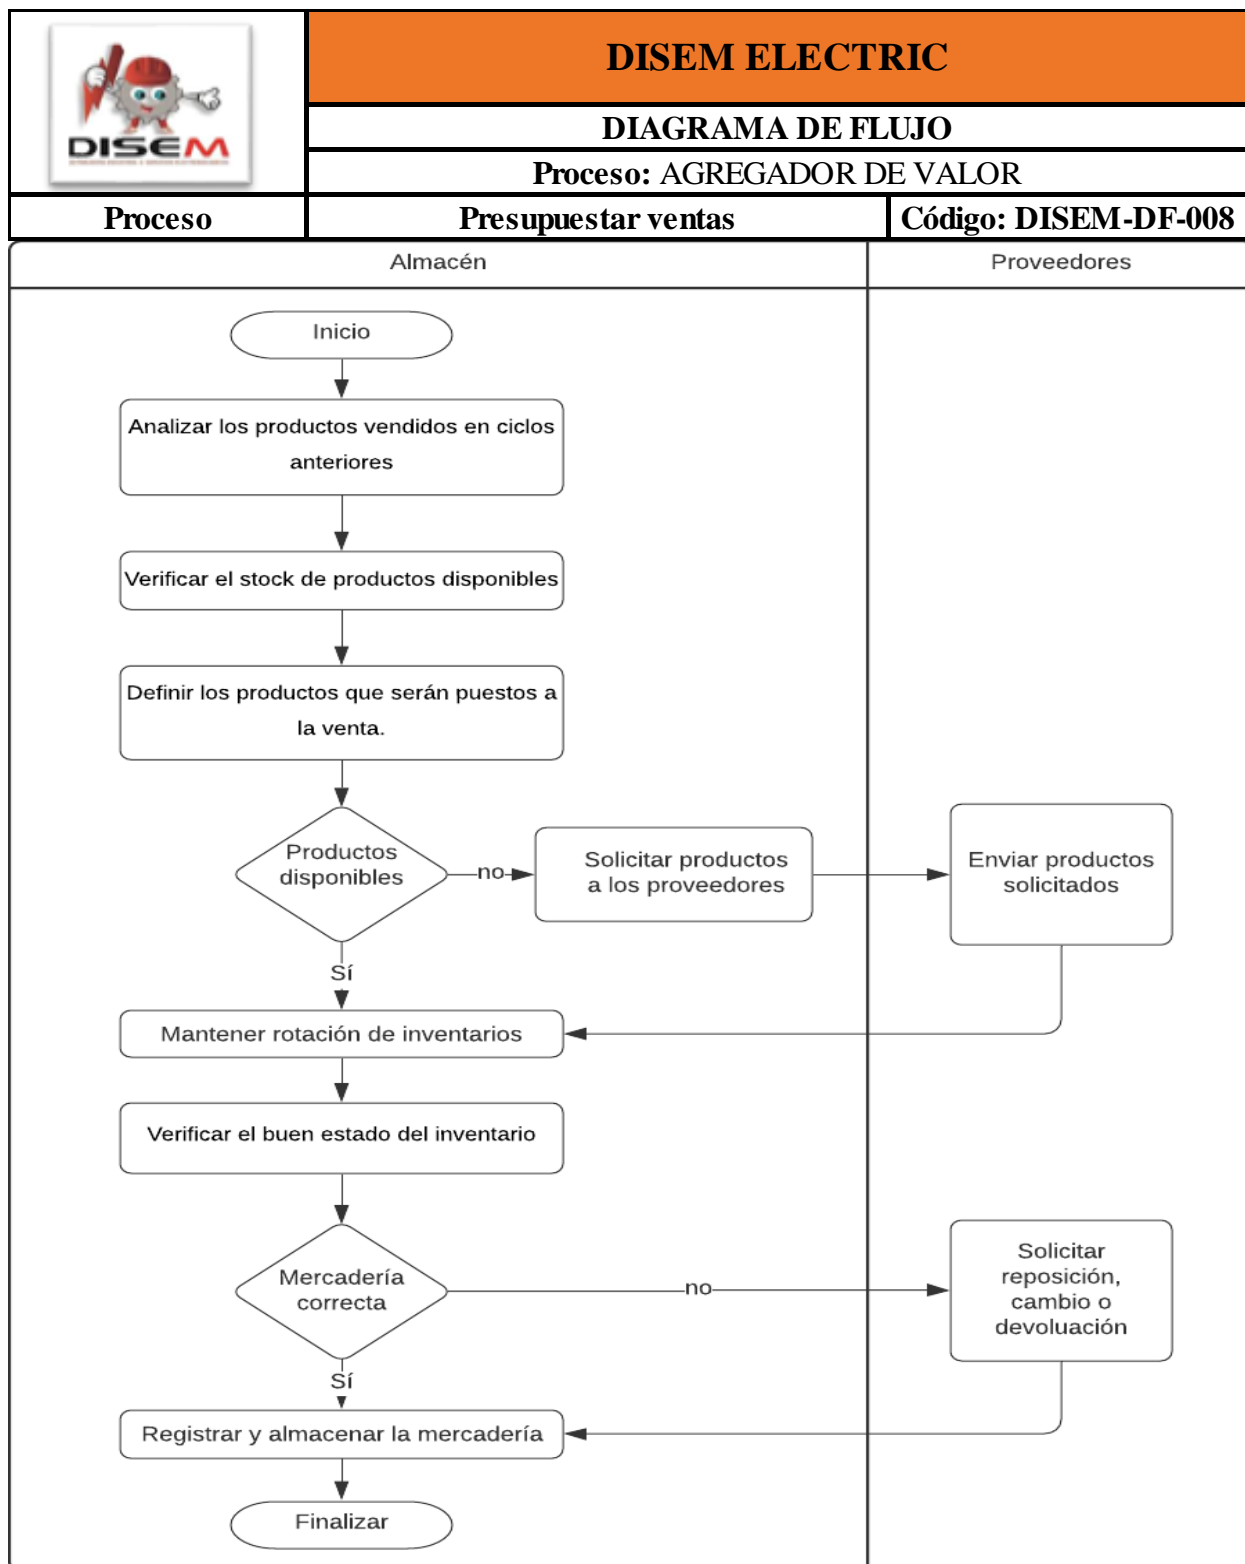 DISEM
DISEM ELECTRIC
DIAGRAMA DE FLUJO
Proceso: AGREGADOR DE VALOR
Proceso
Presupuestar ventas
Código: DISEM-DF-008
Almacén
Proveedores
Inicio
Analizar los productos vendidos en ciclos
anteriores
Verificar el stock de productos disponibles
Definir los productos que serán puestos a
la venta.
Productos
disponibles
no
Solicitar productos
a los proveedores
Enviar productos
solicitados
Sí
Mantener rotación de inventarios
Verificar el buen estado del inventario
Mercadería
correcta
no
Solicitar
reposición,
cambio o
devoluación
Sí
Registrar y almacenar la mercadería
Finalizar